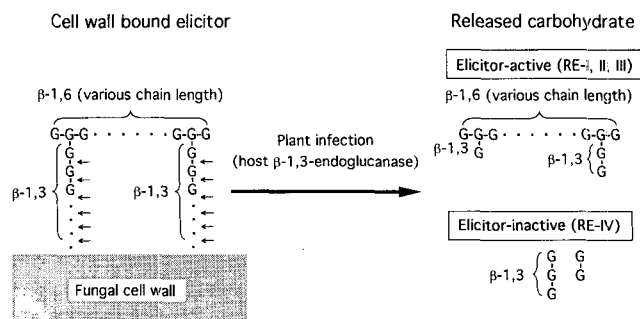 Cell wall bound elicitor
β-1,6 (various chain length)
G-G-G · · · · · · G-G-G
G G
G G
G G
β-1,3 β-1,3
Fungal cell wall
Plant infection
(host β-1,3-endoglucanase)
Released carbohydrate
Elicitor-active (RE-I, II, III)
β-1,6 (various chain length)
G-G-G · · · · · · G-G-G
β-1,3 G β-1,3 G
G
Elicitor-inactive (RE-IV)
β-1,3
G G
G G
G